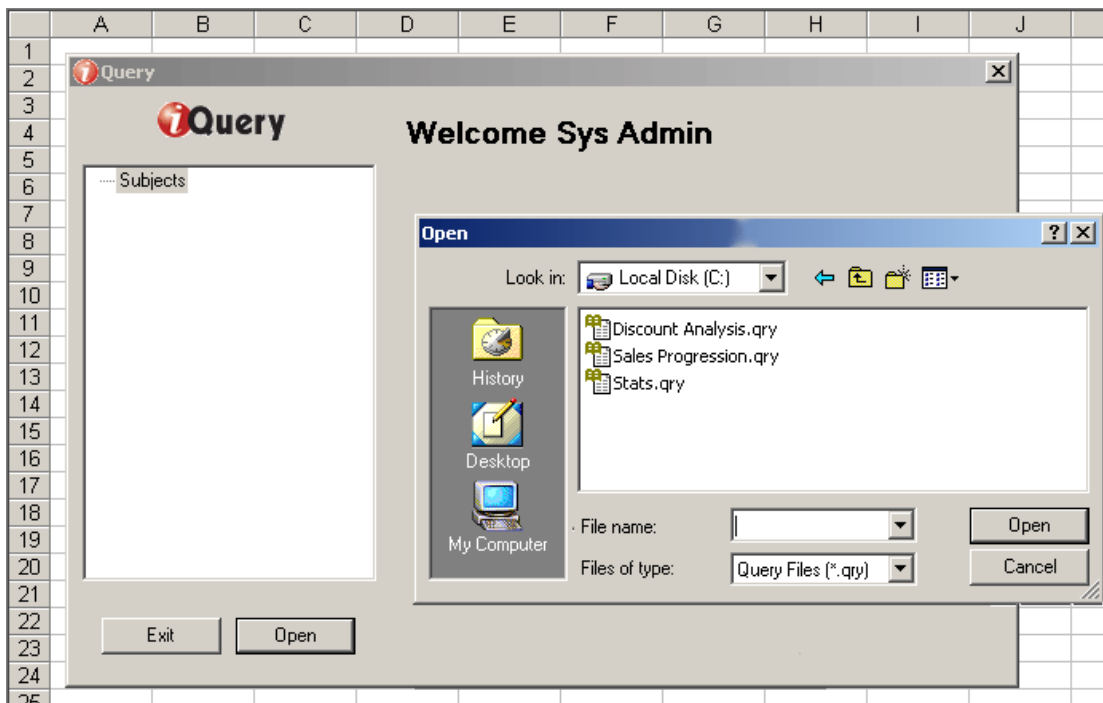 A B C D E F G H I J
1
2
3
4
5
6
7
8
9
10
11
12
13
14
15
16
17
18
19
20
21
22
23
24
25
i Query
iQuery
Welcome Sys Admin
Subjects
Open
Look in: Local Disk (C:)
History
Desktop
My Computer
Discount Analysis.qry
Sales Progression.qry
Stats.qry
File name:
Open
Files of type: Query Files (*.qry)
Cancel
Exit Open